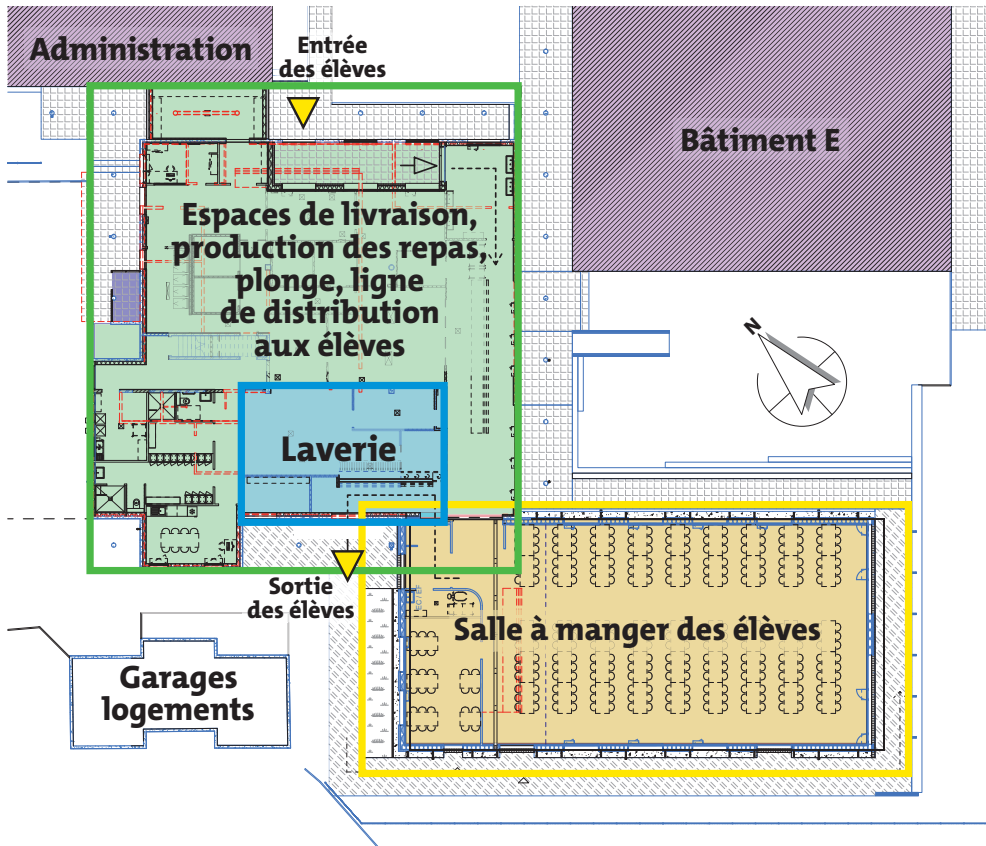 Administration
Entrée
des élèves
Bâtiment E
Espaces de livraison,
production des repas,
plonge, ligne
de distribution
aux élèves
N
Laverie
Sortie
des élèves
Salle à manger des élèves
Garages
logements